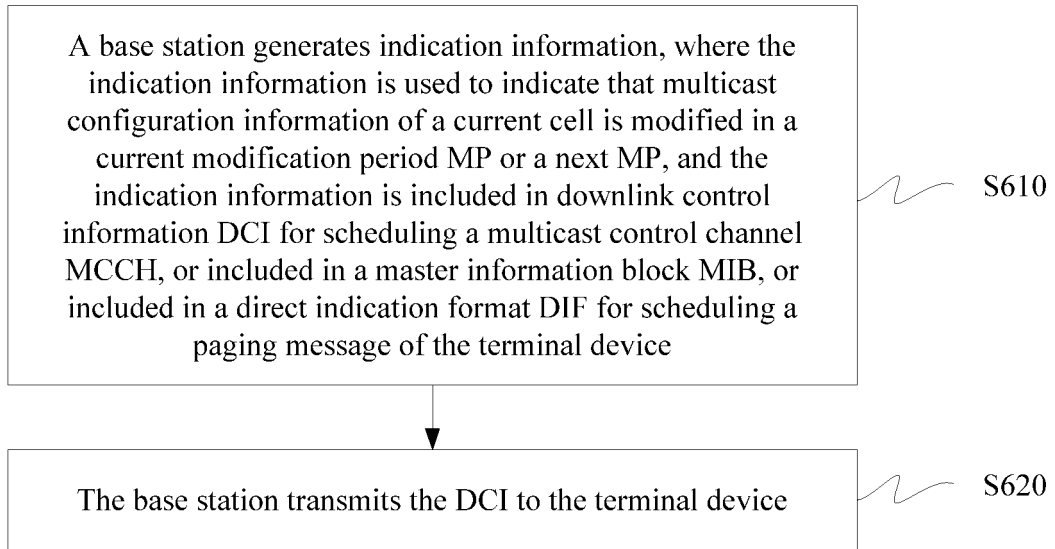 A base station generates indication information, where the
indication information is used to indicate that multicast
configuration information of a current cell is modified in a
current modification period MP or a next MP, and the
indication information is included in downlink control
information DCI for scheduling a multicast control channel
MCCH, or included in a master information block MIB, or
included in a direct indication format DIF for scheduling a
paging message of the terminal device
S610
The base station transmits the DCI to the terminal device
S620